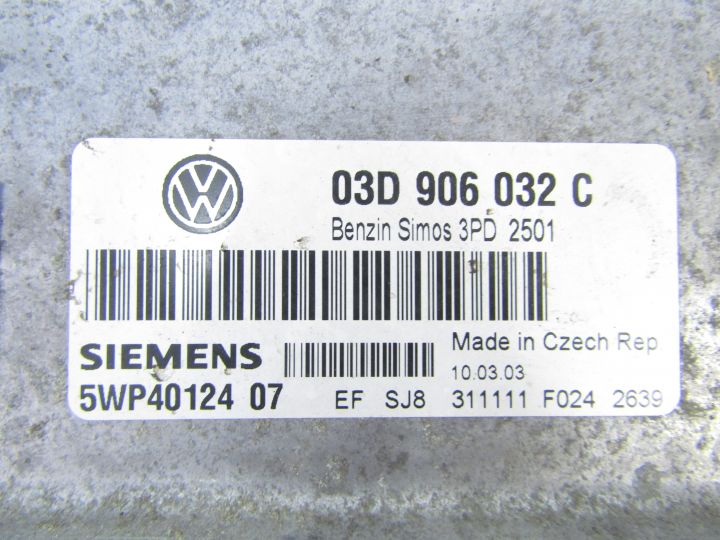 03D 906 032 C
Benzin Simos 3PD 2501
SIEMENS
Made in Czech Rep
10.03.03
5WP40124 07
EF SJ8 311111 F024 2639